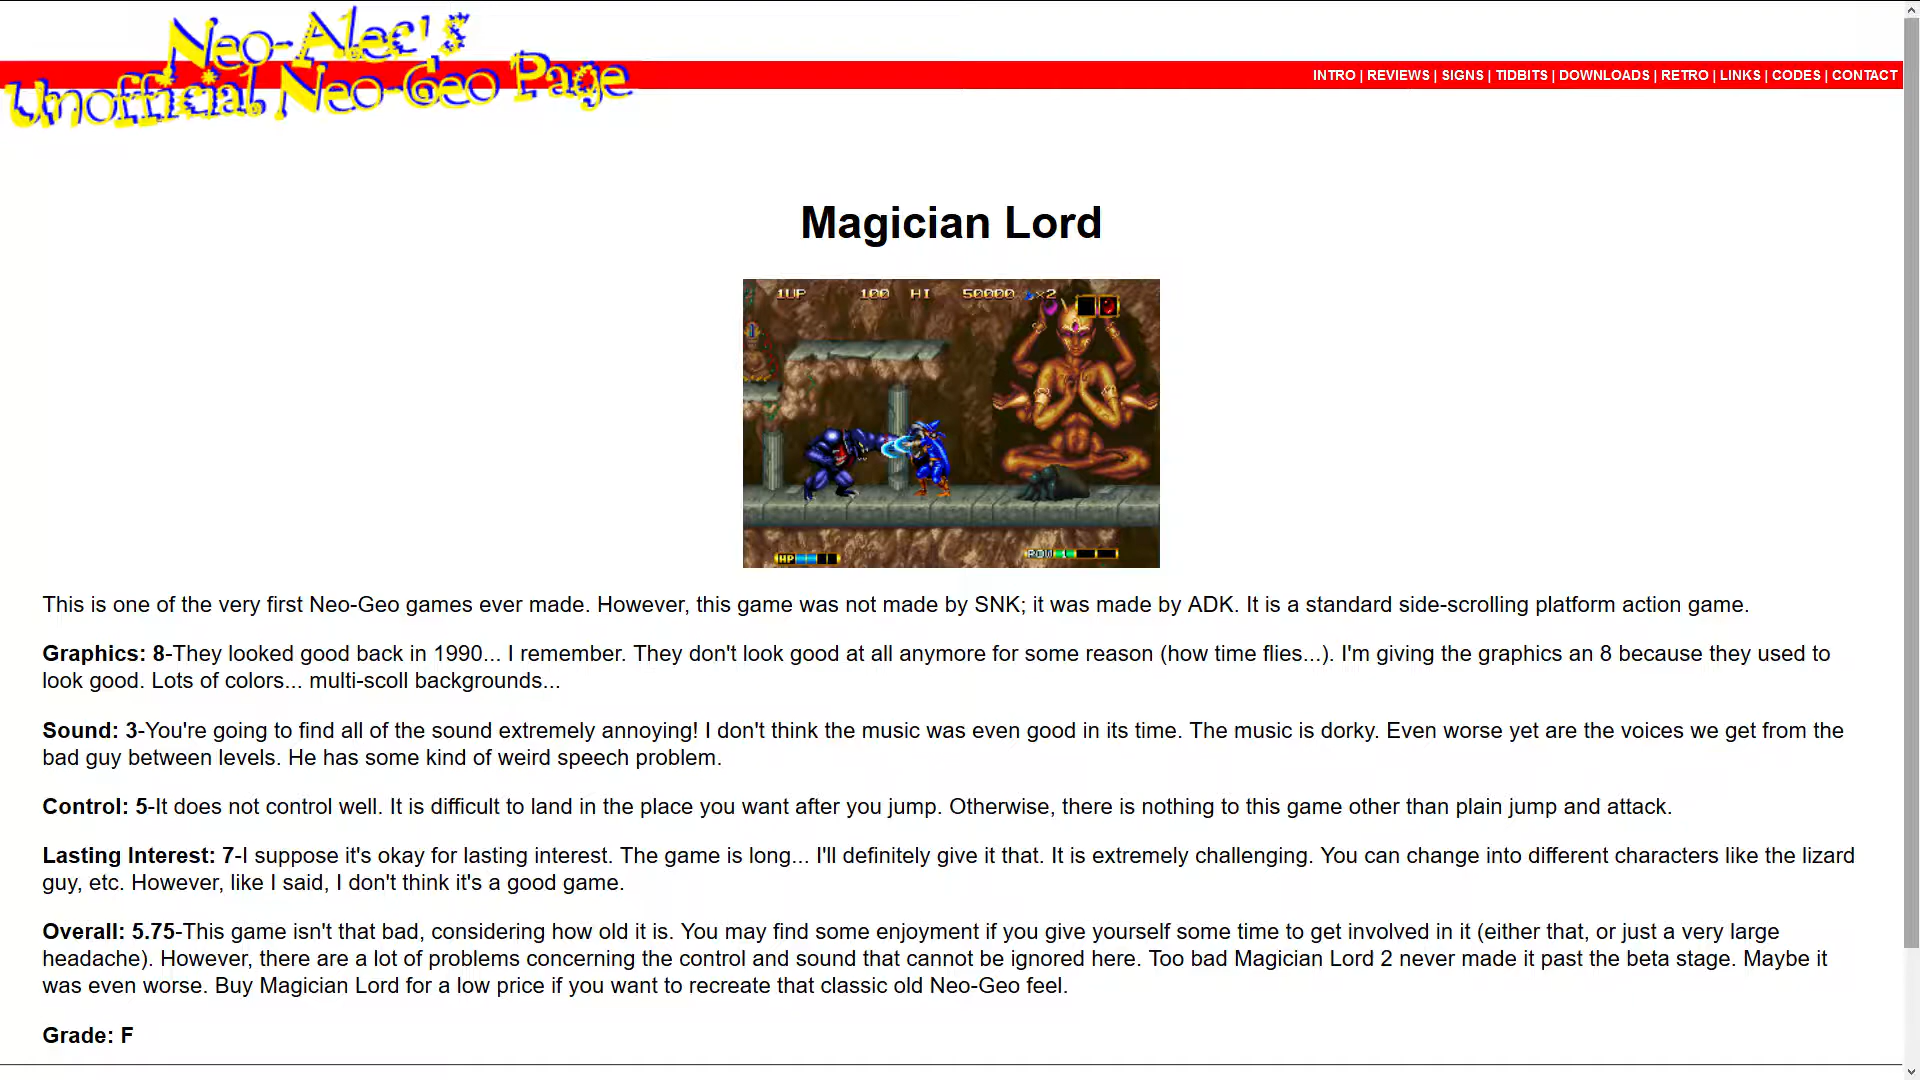 Neo-Alec's
Unofficial Neo-Geo Page
INTRO | REVIEWS | SIGNS | TIDBITS | DOWNLOADS | RETRO | LINKS | CODES | CONTACT
Magician Lord
1UP 100 HI 50000 x2
HP
POW 1
This is one of the very first Neo-Geo games ever made. However, this game was not made by SNK; it was made by ADK. It is a standard side-scrolling platform action game.
Graphics: 8-They looked good back in 1990... I remember. They don't look good at all anymore for some reason (how time flies...). I'm giving the graphics an 8 because they used to
look good. Lots of colors... multi-scoll backgrounds...
Sound: 3-You're going to find all of the sound extremely annoying! I don't think the music was even good in its time. The music is dorky. Even worse yet are the voices we get from the
bad guy between levels. He has some kind of weird speech problem.
Control: 5-It does not control well. It is difficult to land in the place you want after you jump. Otherwise, there is nothing to this game other than plain jump and attack.
Lasting Interest: 7-I suppose it's okay for lasting interest. The game is long... I'll definitely give it that. It is extremely challenging. You can change into different characters like the lizard
guy, etc. However, like I said, I don't think it's a good game.
Overall: 5.75-This game isn't that bad, considering how old it is. You may find some enjoyment if you give yourself some time to get involved in it (either that, or just a very large
headache). However, there are a lot of problems concerning the control and sound that cannot be ignored here. Too bad Magician Lord 2 never made it past the beta stage. Maybe it
was even worse. Buy Magician Lord for a low price if you want to recreate that classic old Neo-Geo feel.
Grade: F